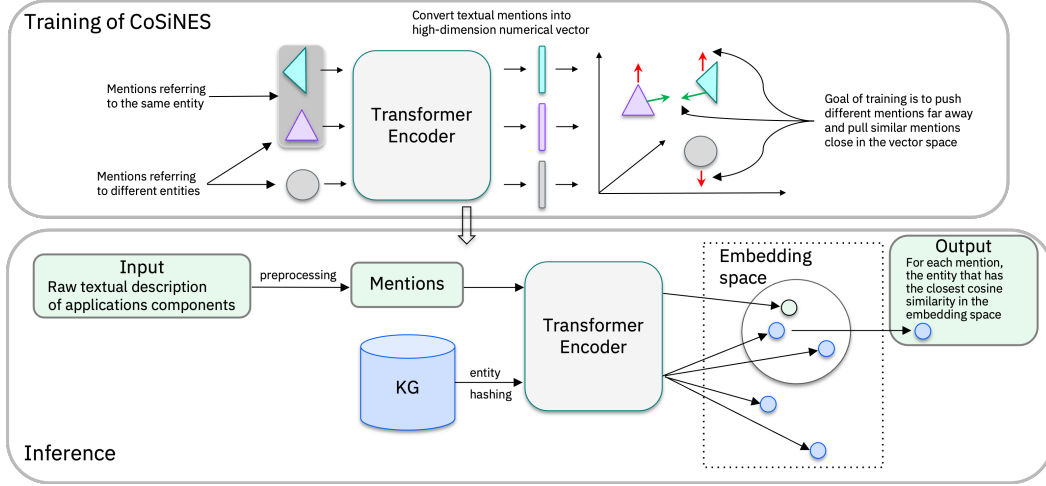 Training of CoSiNES
Convert textual mentions into
high-dimension numerical vector
Mentions referring
to the same entity
Mentions referring
to different entities
Transformer
Encoder
Goal of training is to push
different mentions far away
and pull similar mentions
close in the vector space
Input
Raw textual description
of applications components
preprocessing
Mentions
KG
entity
hashing
Transformer
Encoder
Embedding
space
Output
For each mention,
the entity that has
the closest cosine
similarity in the
embedding space
Inference